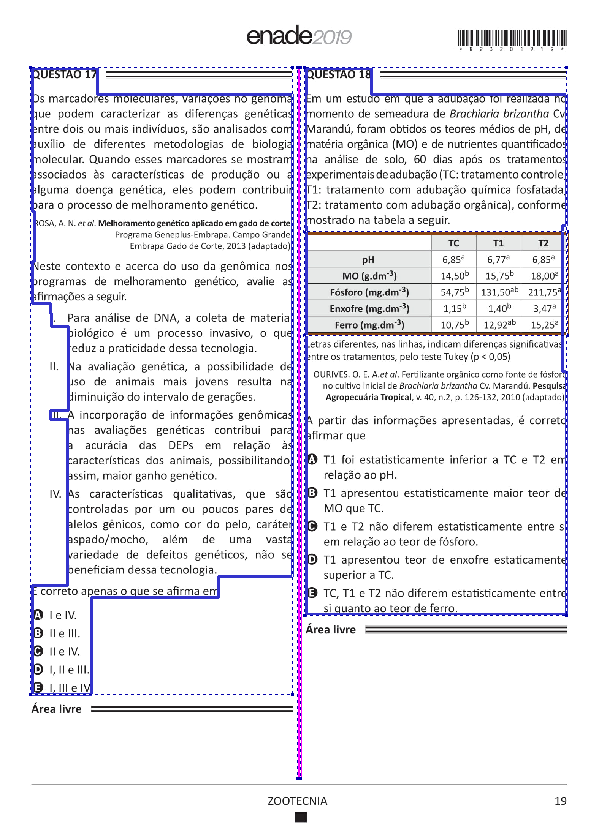 enade2019
QUESTÃO 17
Os marcadores moleculares, variações no genoma
que podem caracterizar as diferenças genéticas
entre dois ou mais indivíduos, são analisados com
auxílio de diferentes metodologias de biologia
molecular. Quando esses marcadores se mostram
associados às características de produção ou a
alguma doença genética, eles podem contribuir
para o processo de melhoramento genético.
ROSA, A. N. et al. Melhoramento genético aplicado em gado de corte.
Programa Geneplus-Embrapa. Campo Grande:
Embrapa Gado de Corte, 2013 (adaptado).
Neste contexto e acerca do uso da genômica nos
programas de melhoramento genético, avalie as
afirmações a seguir.
I. Para análise de DNA, a coleta de material
biológico é um processo invasivo, o que
reduz a praticidade dessa tecnologia.
II. Na avaliação genética, a possibilidade de
uso de animais mais jovens resulta na
diminuição do intervalo de gerações.
III. A incorporação de informações genômicas
nas avaliações genéticas contribui para
a acurácia das DEPs em relação às
características dos animais, possibilitando,
assim, maior ganho genético.
IV. As características qualitativas, que são
controladas por um ou poucos pares de
alelos gênicos, como cor do pelo, caráter
aspado/mocho, além de uma vasta
variedade de defeitos genéticos, não se
beneficiam dessa tecnologia.
É correto apenas o que se afirma em
A I e IV.
B II e III.
C II e IV.
D I, II e III.
E I, III e IV.
Área livre
QUESTÃO 18
Em um estudo em que a adubação foi realizada no
momento de semeadura de Brachiaria brizantha Cv.
Marandú, foram obtidos os teores médios de pH, de
matéria orgânica (MO) e de nutrientes quantificados
na análise de solo, 60 dias após os tratamentos
experimentais de adubação (TC: tratamento controle;
T1: tratamento com adubação química fosfatada;
T2: tratamento com adubação orgânica), conforme
mostrado na tabela a seguir.
TC T1 T2
pH 6,85ª 6,77ª 6,85ª
MO (g.dm⁻³) 14,50ᵇ 15,75ᵇ 18,00ª
Fósforo (mg.dm⁻³) 54,75ᵇ 131,50ᵃᵇ 211,75ª
Enxofre (mg.dm⁻³) 1,15ᵇ 1,40ᵇ 3,47ª
Ferro (mg.dm⁻³) 10,75ᵇ 12,92ᵃᵇ 15,25ª
Letras diferentes, nas linhas, indicam diferenças significativas
entre os tratamentos, pelo teste Tukey (p < 0,05)
OURIVES, O. E. A.et al. Fertilizante orgânico como fonte de fósforo
no cultivo inicial de Brachiaria brizantha Cv. Marandú. Pesquisa
Agropecuária Tropical, v. 40, n.2, p. 126-132, 2010 (adaptado).
A partir das informações apresentadas, é correto
afirmar que
A T1 foi estatisticamente inferior a TC e T2 em
relação ao pH.
B T1 apresentou estatisticamente maior teor de
MO que TC.
C T1 e T2 não diferem estatisticamente entre si
em relação ao teor de fósforo.
D T1 apresentou teor de enxofre estatisticamente
superior a TC.
E TC, T1 e T2 não diferem estatisticamente entre
si quanto ao teor de ferro.
Área livre
ZOOTECNIA
19